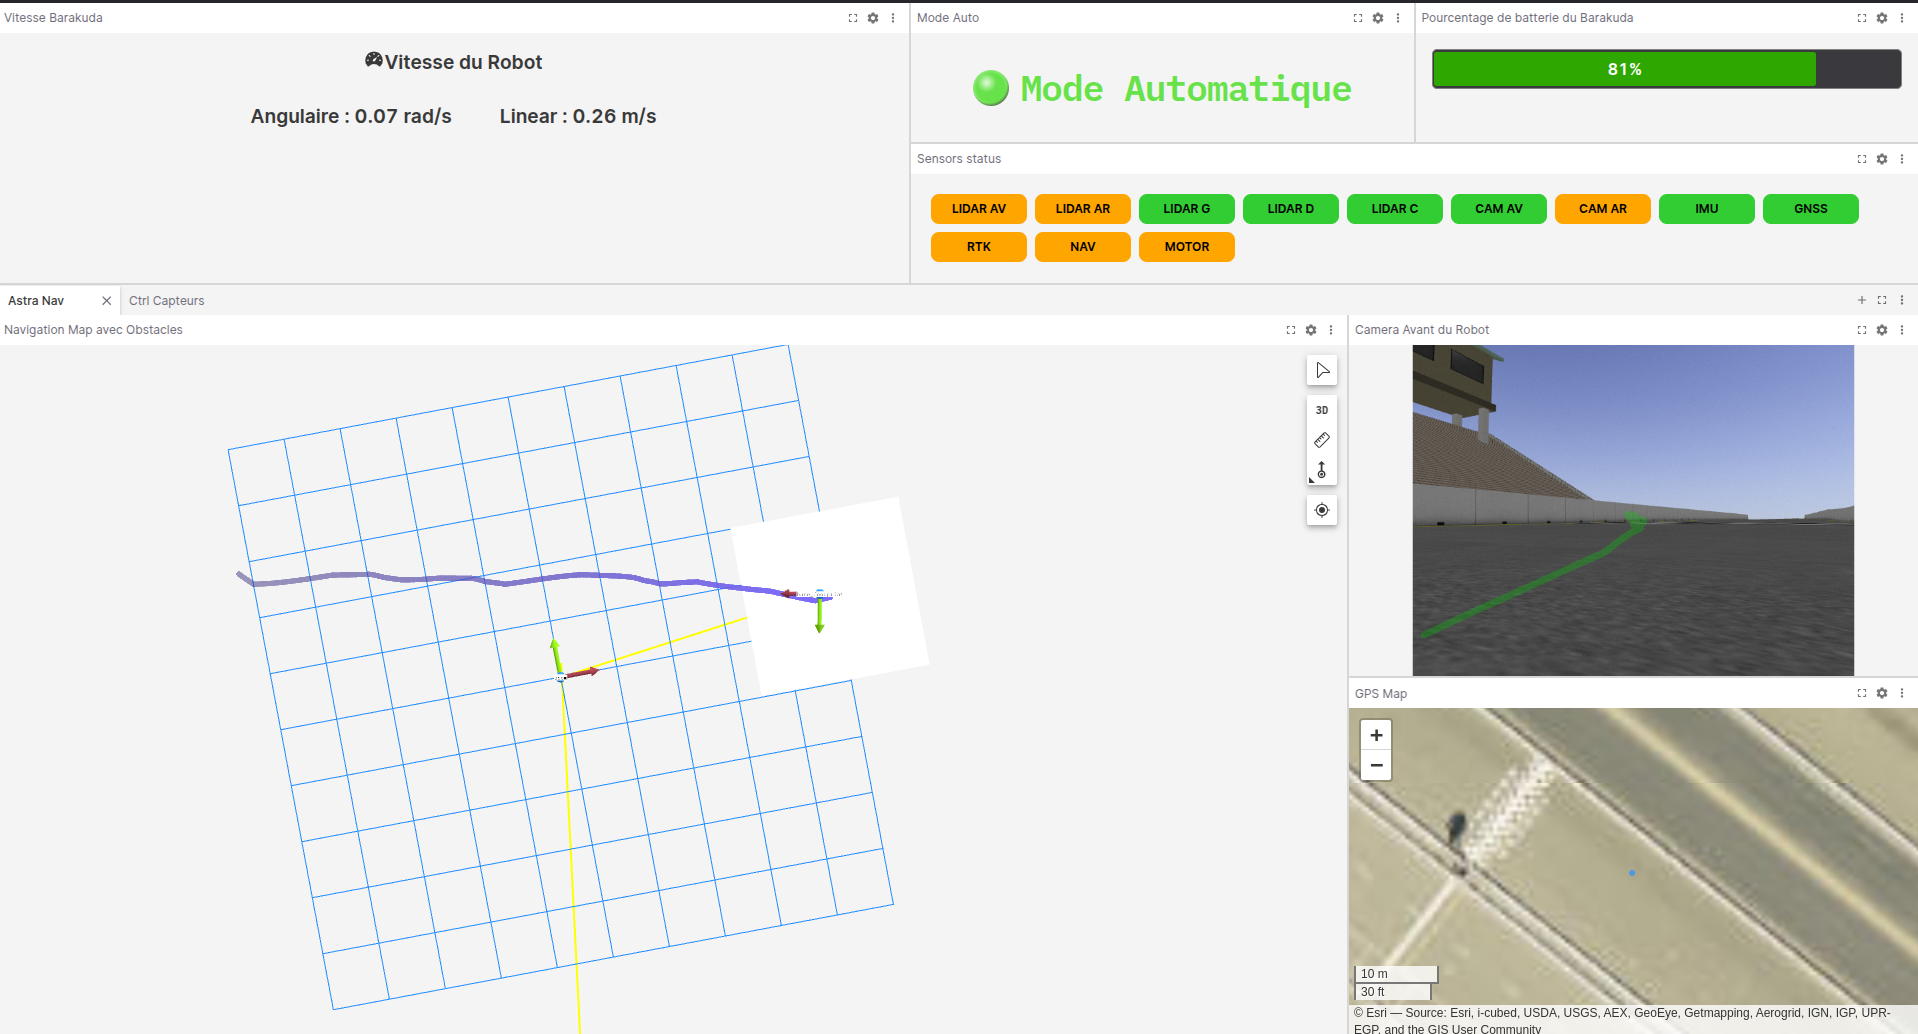 Vitesse Barakuda
Vitesse du Robot
Angulaire : 0.07 rad/s Linear : 0.26 m/s
Mode Auto
Mode Automatique
Pourcentage de batterie du Barakuda
81%
Sensors status
LIDAR AV LIDAR AR LIDAR G LIDAR D LIDAR C CAM AV CAM AR IMU GNSS
RTK NAV MOTOR
Astra Nav Ctrl Capteurs
Navigation Map avec Obstacles
3D
Camera Avant du Robot
GPS Map
+
−
10 m
30 ft
© Esri — Source: Esri, i-cubed, USDA, USGS, AEX, GeoEye, Getmapping, Aerogrid, IGN, IGP, UPR-
EGP, and the GIS User Community